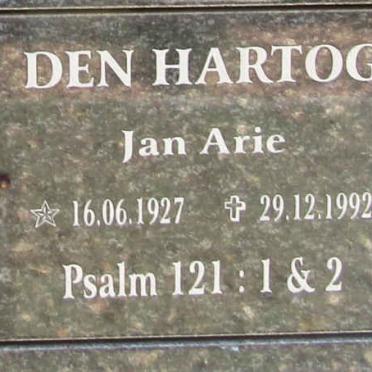 DEN HARTOG
Jan Arie
☆ 16.06.1927 ✝ 29.12.1992
Psalm 121 : 1 & 2